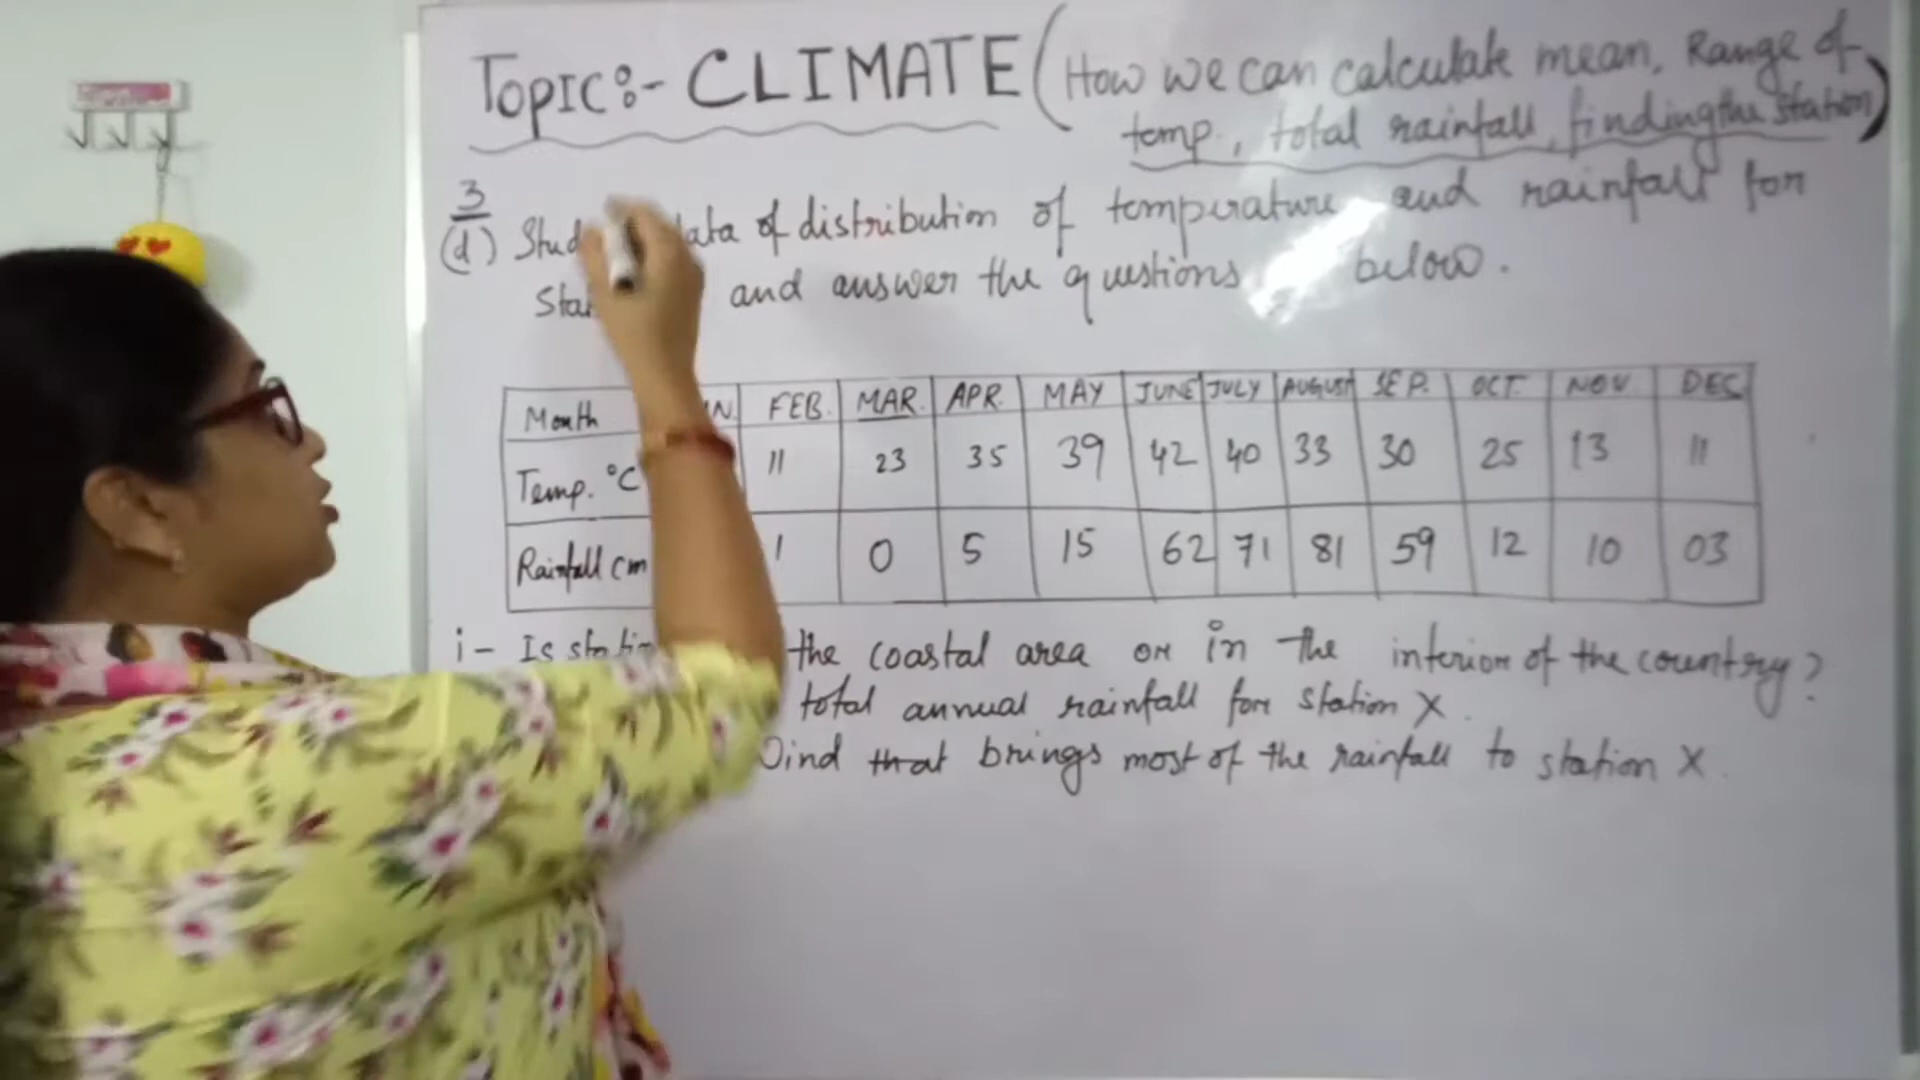 Topic:- CLIMATE (How we can calculate mean, Range of
temp., total rainfall, finding the station)
3
(d) data of distribution of temperature and rainfall for
and answer the questions below.
Month FEB. MAR. APR. MAY JUNE JULY AUGUST SEP. OCT. NOV DEC
Temp. °C 11 23 35 39 42 40 33 30 25 13 11
Rainfall cm 1 0 5 15 62 71 81 59 12 10 03
i- Is the coastal area or in the interior of the country?
total annual rainfall for station X.
that brings most of the rainfall to station X.